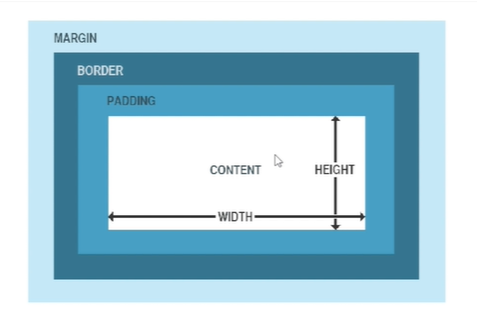 MARGIN
BORDER
PADDING
CONTENT
HEIGHT
WIDTH